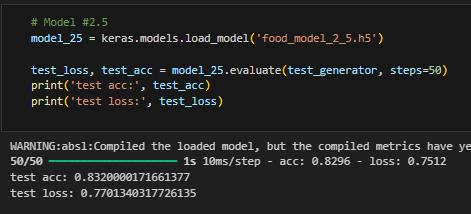 # Model #2.5
model_25 = keras.models.load_model('food_model_2_5.h5')
test_loss, test_acc = model_25.evaluate(test_generator, steps=50)
print('test acc:', test_acc)
print('test loss:', test_loss)
WARNING:absl:Compiled the loaded model, but the compiled metrics have ye
50/50 ━━━━━━━━━━━━━━━━━━━━ 1s 10ms/step - acc: 0.8296 - loss: 0.7512
test acc: 0.8320000171661377
test loss: 0.7701340317726135